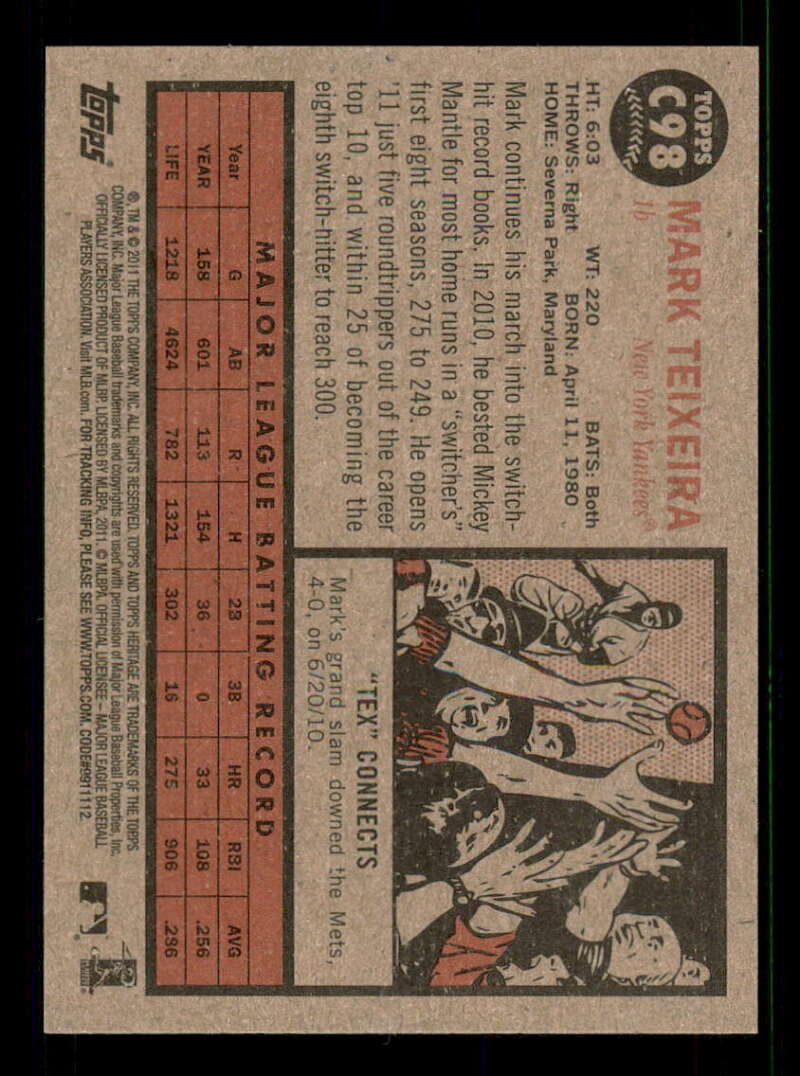 TOPPS
C98
MARK TEIXEIRA
1b New York Yankees®
HT: 6:03 WT: 220 BATS: Both
THROWS: Right BORN: April 11, 1980
HOME: Severna Park, Maryland
Mark continues his march into the switch-
hit record books. In 2010, he bested Mickey
Mantle for most home runs in a "switcher's"
first eight seasons, 275 to 249. He opens
'11 just five roundtrippers out of the career
top 10, and within 25 of becoming the
eighth switch-hitter to reach 300.
"TEX" CONNECTS
Mark's grand slam downed the Mets,
4-0, on 6/20/10.
MAJOR LEAGUE BATTING RECORD
Year G AB R H 2B 3B HR RBI AVG
YEAR 158 601 113 154 36 0 33 108 .256
LIFE 1218 4624 782 1321 302 16 275 906 .286
topps®
®, TM & © 2011 THE TOPPS COMPANY, INC. ALL RIGHTS RESERVED. TOPPS AND TOPPS HERITAGE ARE TRADEMARKS OF THE TOPPS
COMPANY, INC. Major League Baseball trademarks and copyrights are used with permission of Major League Baseball Properties, Inc.
OFFICIALLY LICENSED PRODUCT OF MLBP. LICENSED BY MLBPA, 2011. © MLBPA. OFFICIAL LICENSEE – MAJOR LEAGUE BASEBALL
PLAYERS ASSOCIATION. Visit MLB.com. FOR TRACKING INFO, PLEASE SEE WWW.TOPPS.COM. CODE#9911112.